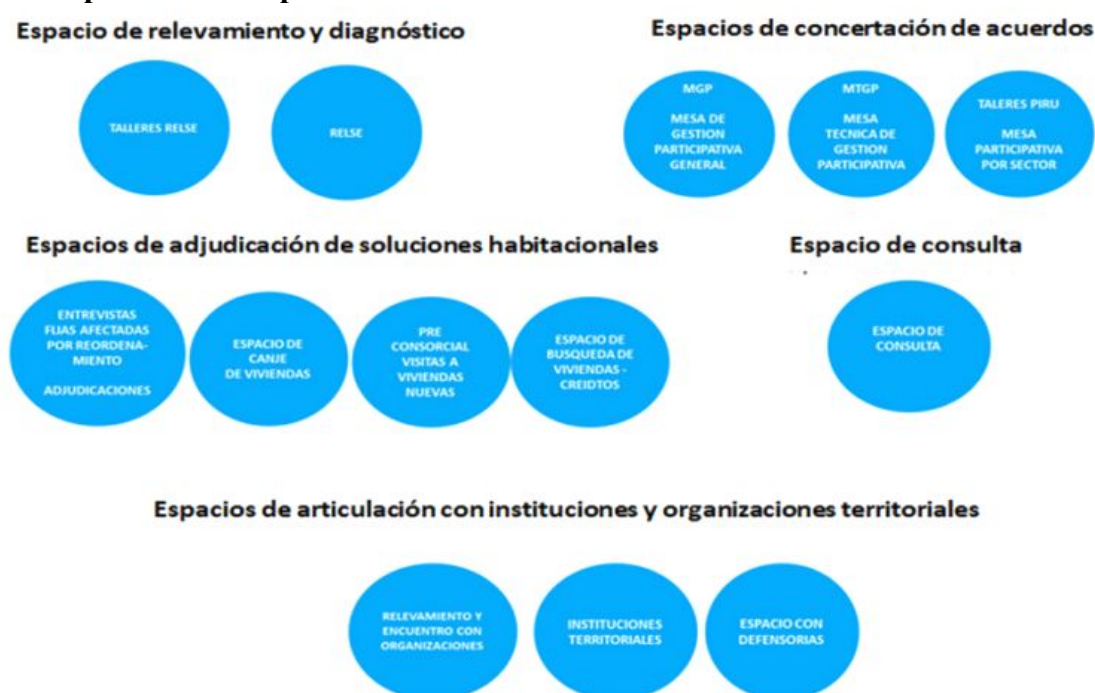 Espacio de relevamiento y diagnóstico
TALLERES RELSE
RELSE
Espacios de concertación de acuerdos
MGP
MESA DE
GESTION
PARTICIPATIVA
GENERAL
MTGP
MESA
TECNICA DE
GESTION
PARTICIPATIVA
TALERES PIRU
MESA
PARTICIPATIVA
POR SECTOR
Espacios de adjudicación de soluciones habitacionales
ENTREVISTAS
FLIAS AFECTADAS
POR REORDENA-
MIENTO
ADJUDICACIONES
ESPACIO DE
CANJE
DE VIVIENDAS
PRE
CONSORCIAL
VISITAS A
VIVIENDAS
NUEVAS
ESPACIO DE
BUSQUEDA DE
VIVIENDAS -
CREIDTOS
Espacio de consulta
ESPACIO DE
CONSULTA
Espacios de articulación con instituciones y organizaciones territoriales
RELEVAMIENTO Y
ENCUENTRO CON
ORGANIZACIONES
INSTITUCIONES
TERRITORIALES
ESPACIO CON
DEFENSORIAS